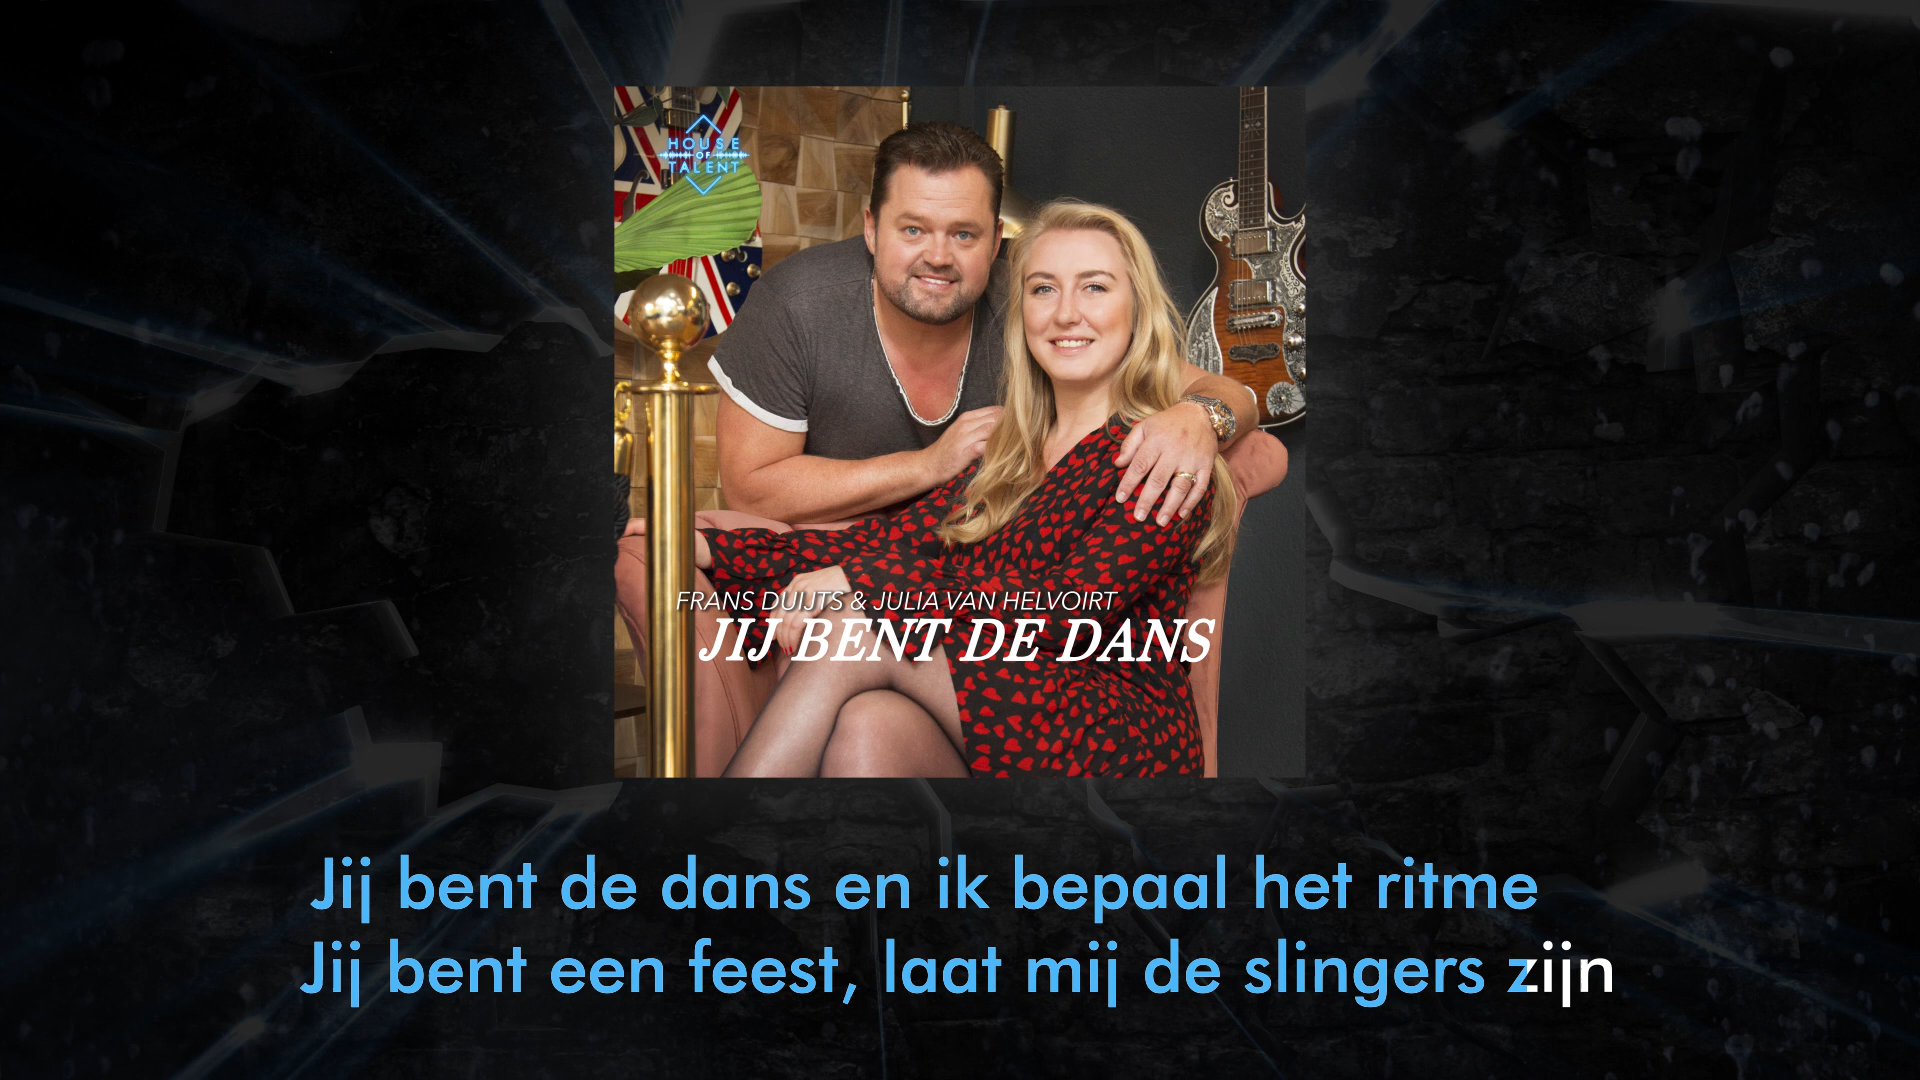 HOUSE
OF
TALENT
FRANS DUIJTS & JULIA VAN HELVOIRT
JIJ BENT DE DANS
Jij bent de dans en ik bepaal het ritme
Jij bent een feest, laat mij de slingers zijn